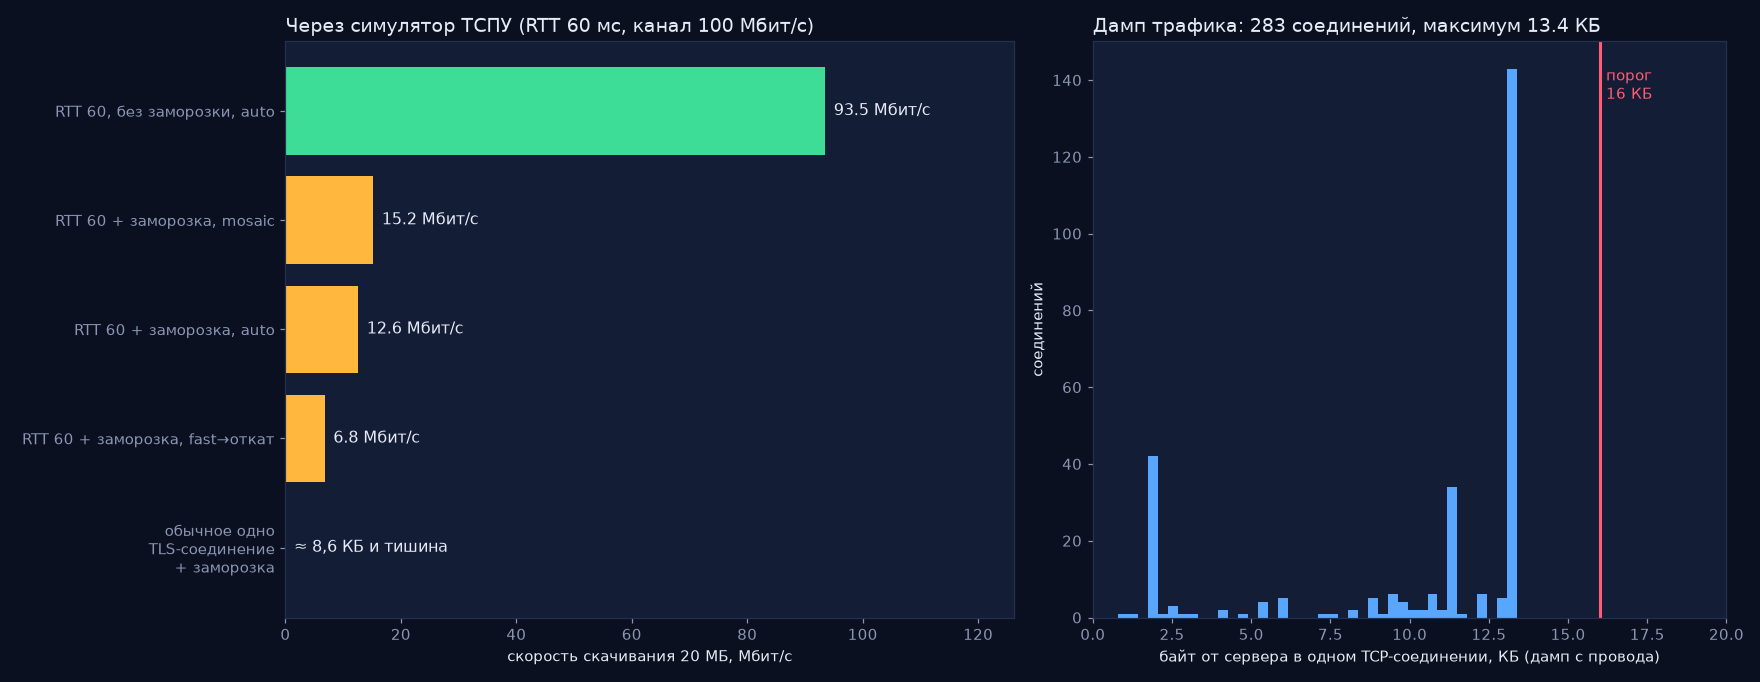 Через симулятор ТСПУ (RTT 60 мс, канал 100 Мбит/с)
RTT 60, без заморозки, auto
93.5 Мбит/с
RTT 60 + заморозка, mosaic
15.2 Мбит/с
RTT 60 + заморозка, auto
12.6 Мбит/с
RTT 60 + заморозка, fast→откат
6.8 Мбит/с
обычное одно
TLS-соединение
+ заморозка
≈ 8,6 КБ и тишина
0 20 40 60 80 100 120
скорость скачивания 20 МБ, Мбит/с
Дамп трафика: 283 соединений, максимум 13.4 КБ
порог
16 КБ
140
120
100
80
60
40
20
0
соединений
0.0 2.5 5.0 7.5 10.0 12.5 15.0 17.5 20.0
байт от сервера в одном TCP-соединении, КБ (дамп с провода)